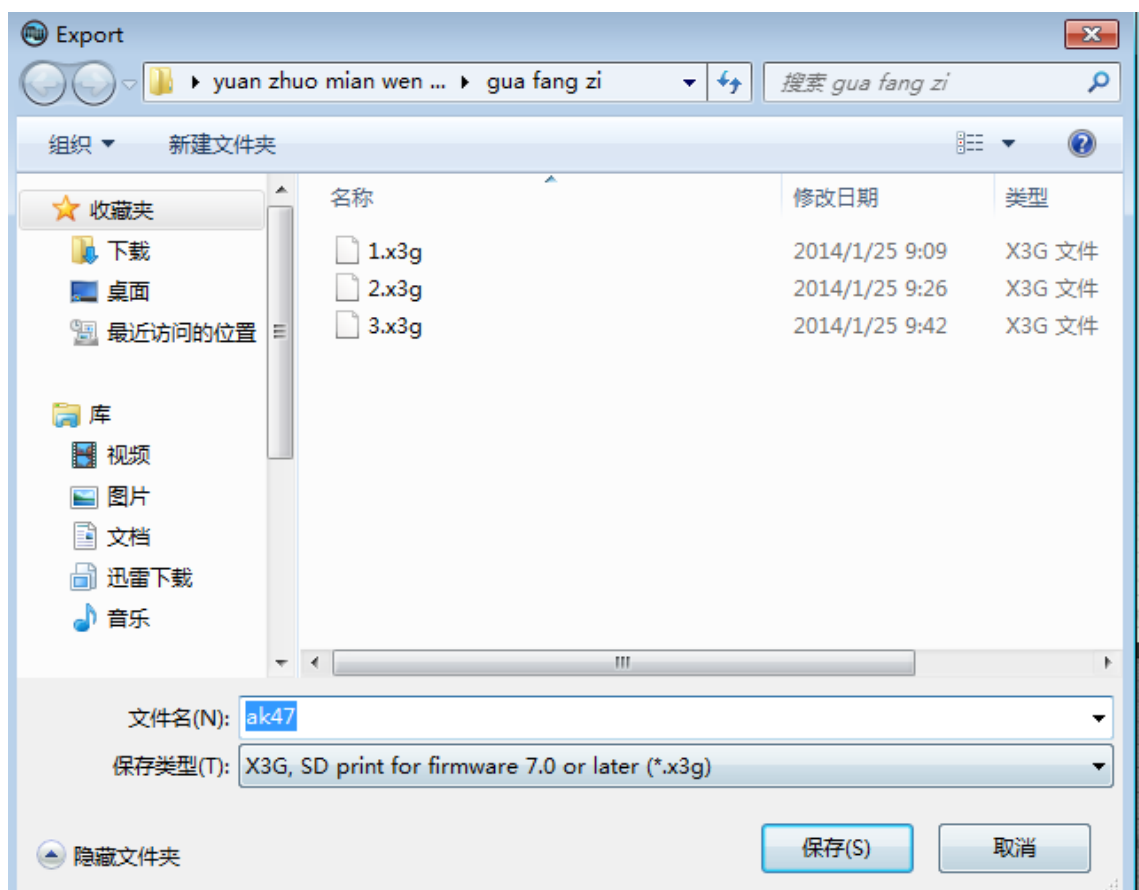 Export
yuan zhuo mian wen ... gua fang zi 搜索 gua fang zi
组织 新建文件夹
收藏夹
下载
桌面
最近访问的位置
库
视频
图片
文档
迅雷下载
音乐
名称 修改日期 类型
1.x3g 2014/1/25 9:09 X3G 文件
2.x3g 2014/1/25 9:26 X3G 文件
3.x3g 2014/1/25 9:42 X3G 文件
文件名(N): ak47
保存类型(T): X3G, SD print for firmware 7.0 or later (*.x3g)
隐藏文件夹 保存(S) 取消